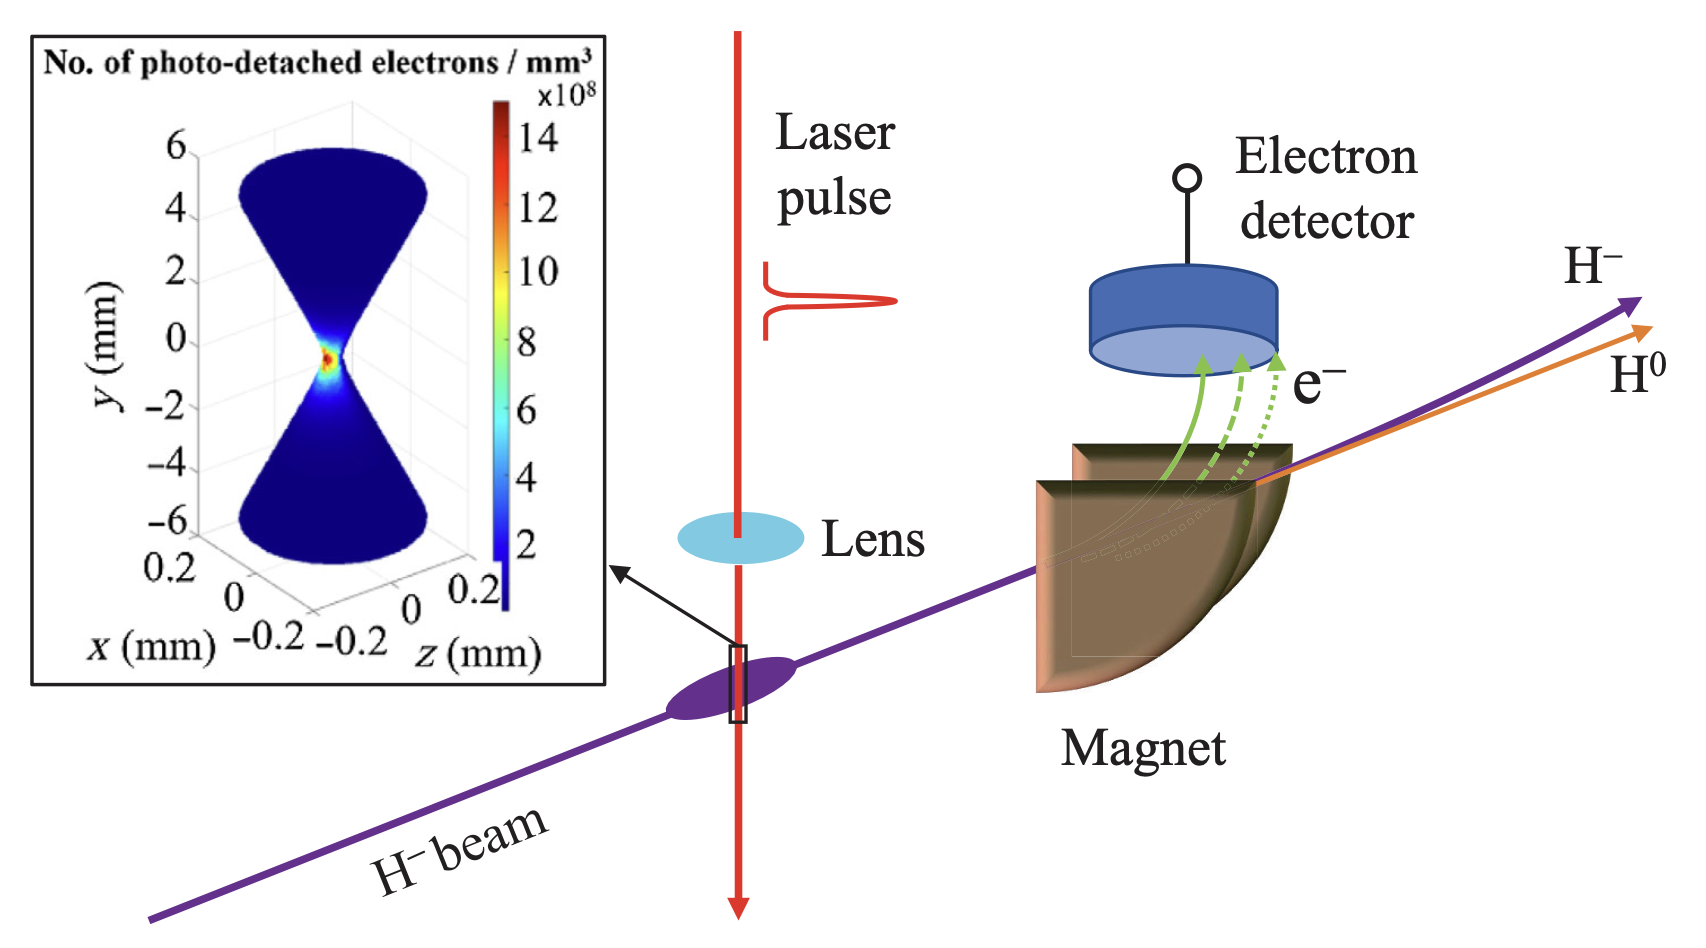 No. of photo-detached electrons / mm³
x10⁸
14
12
10
8
6
4
2
6
4
2
0
−2
−4
−6
y (mm)
0.2
0
−0.2
x (mm)
−0.2
0
0.2
z (mm)
Laser
pulse
Lens
H⁻ beam
Electron
detector
e⁻
H⁻
H⁰
Magnet